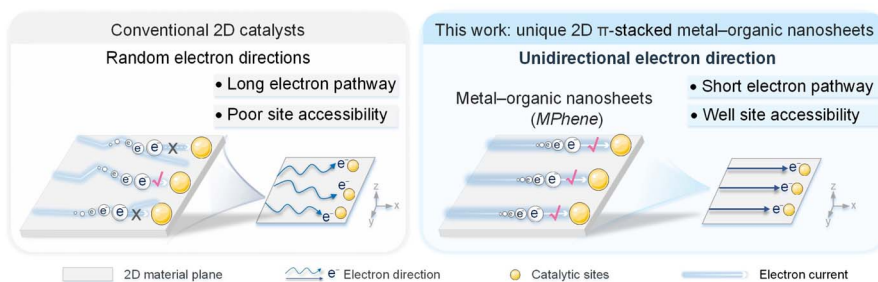 Conventional 2D catalysts
Random electron directions
• Long electron pathway
• Poor site accessibility
e e X
e e ✓
e e X
e⁻
e⁻
e⁻
z
x
y
This work: unique 2D π-stacked metal–organic nanosheets
Unidirectional electron direction
Metal–organic nanosheets
(MPhene)
• Short electron pathway
• Well site accessibility
e e ✓
e e ✓
e e ✓
e⁻
e⁻
e⁻
z
x
y
2D material plane
e⁻ Electron direction
Catalytic sites
Electron current